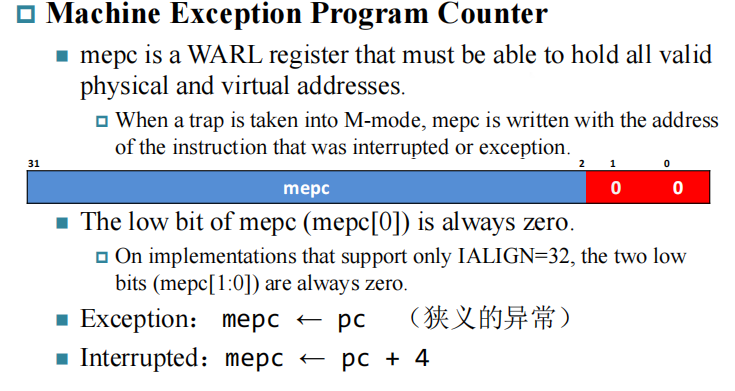 Machine Exception Program Counter
mepc is a WARL register that must be able to hold all valid
physical and virtual addresses.
When a trap is taken into M-mode, mepc is written with the address
of the instruction that was interrupted or exception.
31 2 1 0
mepc 0 0
The low bit of mepc (mepc[0]) is always zero.
On implementations that support only IALIGN=32, the two low
bits (mepc[1:0]) are always zero.
Exception: mepc ← pc （狭义的异常）
Interrupted: mepc ← pc + 4